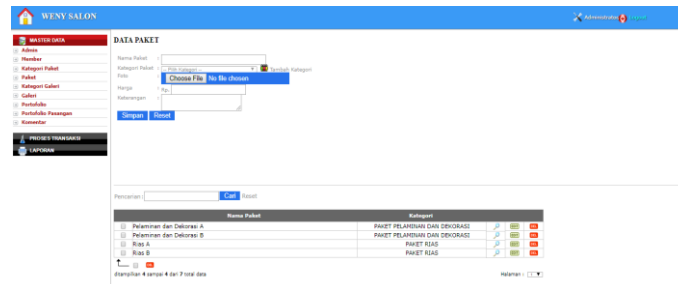 WENY SALON
Administrator
MASTER DATA
Admin
Member
Kategori Paket
Paket
Kategori Galeri
Galeri
Portofolio
Portofolio Pasangan
Komentar
PROSES TRANSAKSI
LAPORAN
DATA PAKET
Nama Paket :
Kategori Paket : -- Pilih Kategori -- Tambah Kategori
Foto : Choose File No file chosen
Harga : Rp.
Keterangan :
Simpan Reset
Pencarian : Cari Reset
Nama Paket Kategori
Pelaminan dan Dekorasi A PAKET PELAMINAN DAN DEKORASI
Pelaminan dan Dekorasi B PAKET PELAMINAN DAN DEKORASI
Rias A PAKET RIAS
Rias B PAKET RIAS
ditampilkan 4 sampai 4 dari 7 total data
Halaman : 1